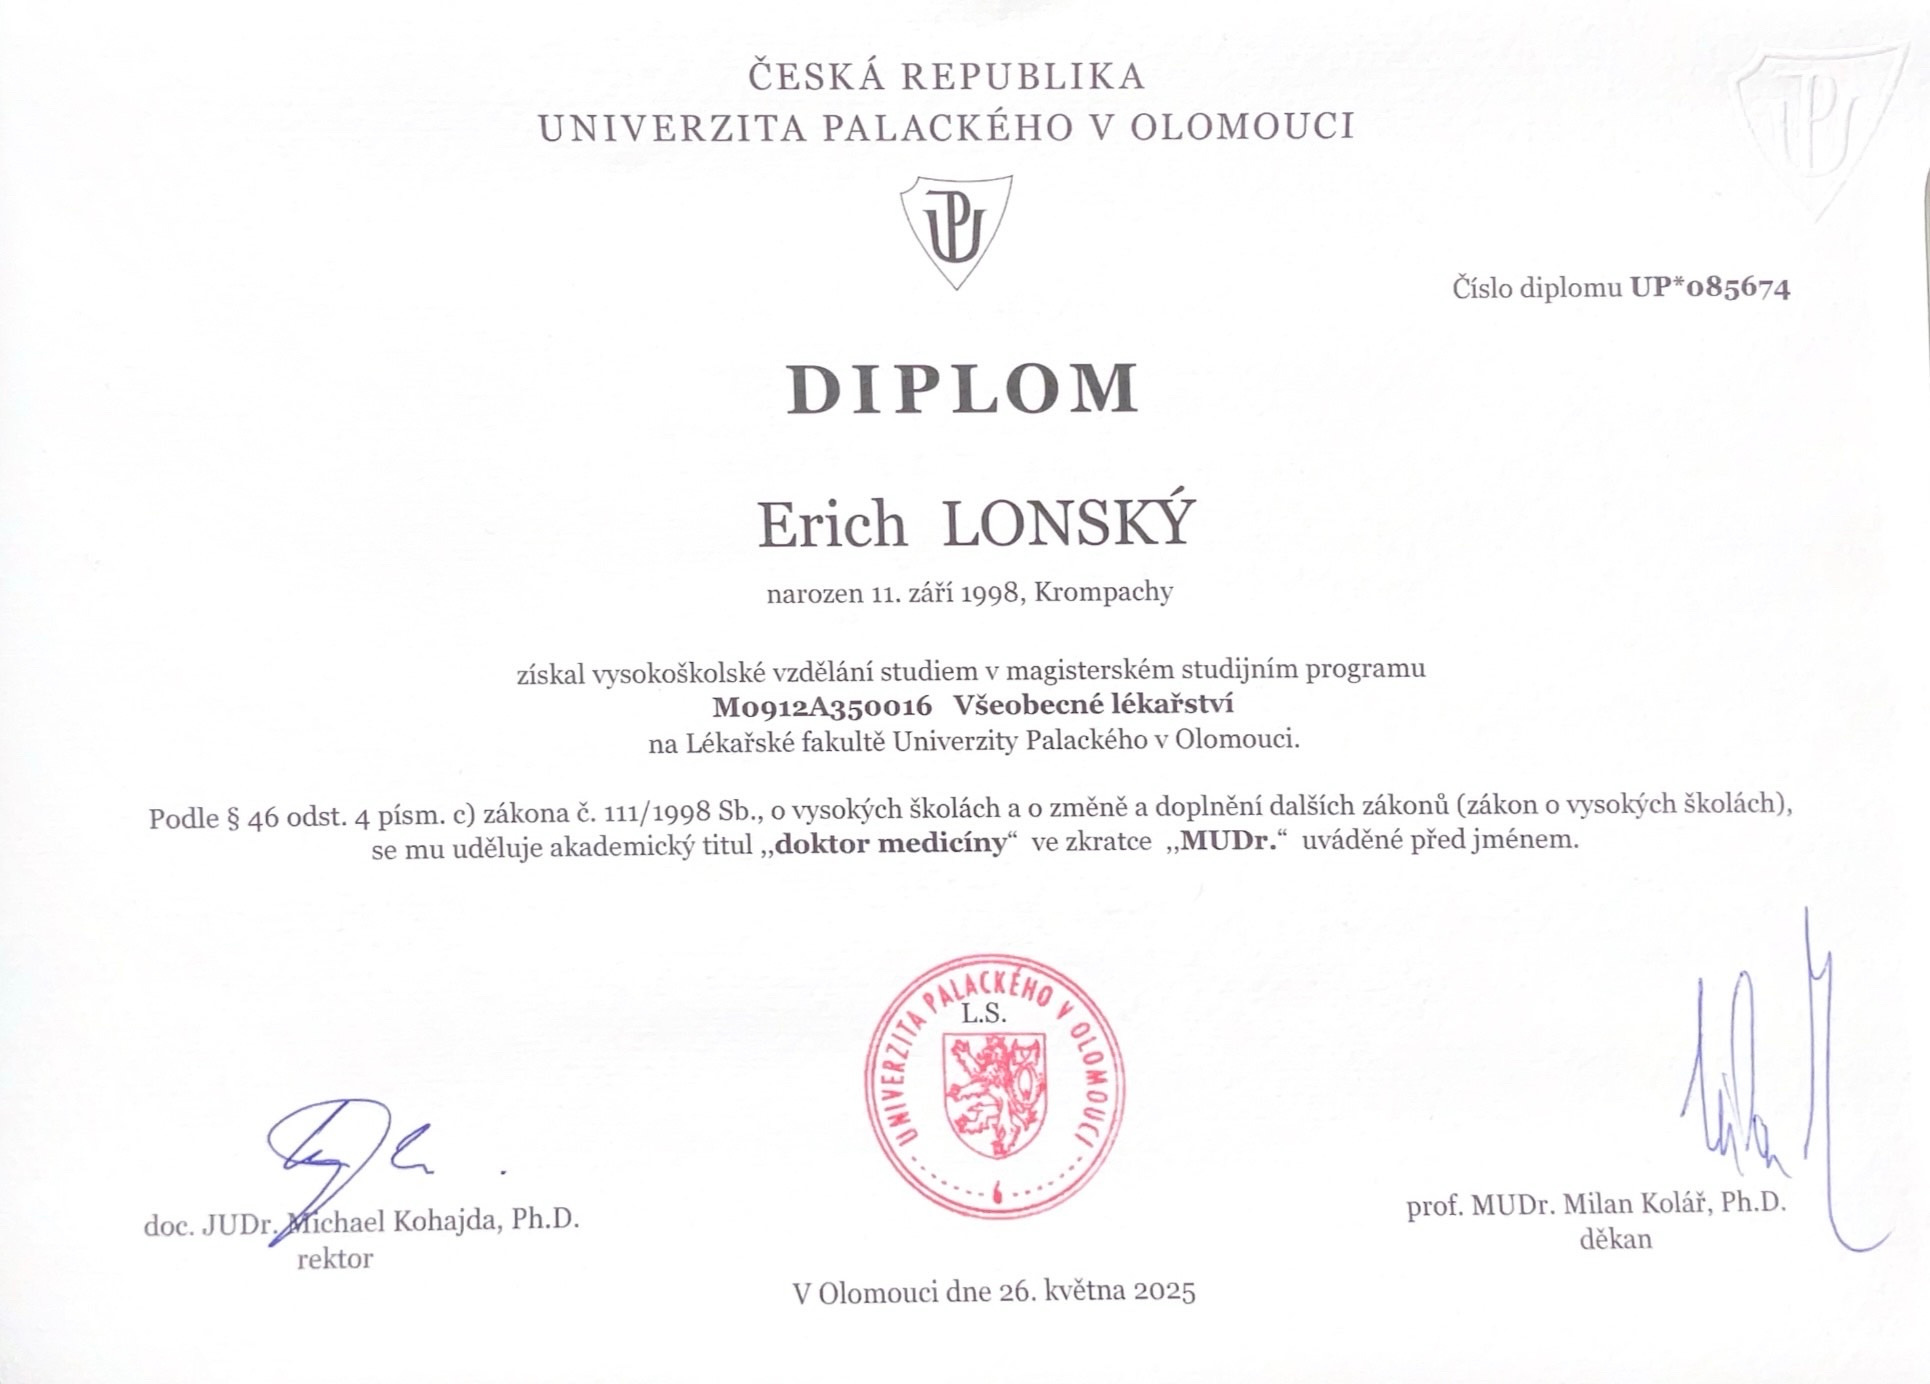 ČESKÁ REPUBLIKA
UNIVERZITA PALACKÉHO V OLOMOUCI
UP
UP
Číslo diplomu UP*085674
DIPLOM
Erich LONSKÝ
narozen 11. září 1998, Krompachy
získal vysokoškolské vzdělání studiem v magisterském studijním programu
M0912A350016 Všeobecné lékařství
na Lékařské fakultě Univerzity Palackého v Olomouci.
Podle § 46 odst. 4 písm. c) zákona č. 111/1998 Sb., o vysokých školách a o změně a doplnění dalších zákonů (zákon o vysokých školách),
se mu uděluje akademický titul „doktor medicíny“ ve zkratce „MUDr.“ uváděné před jménem.
UNIVERZITA PALACKÉHO V OLOMOUCI
L.S.
6
doc. JUDr. Michael Kohajda, Ph.D.
rektor
prof. MUDr. Milan Kolář, Ph.D.
děkan
V Olomouci dne 26. května 2025